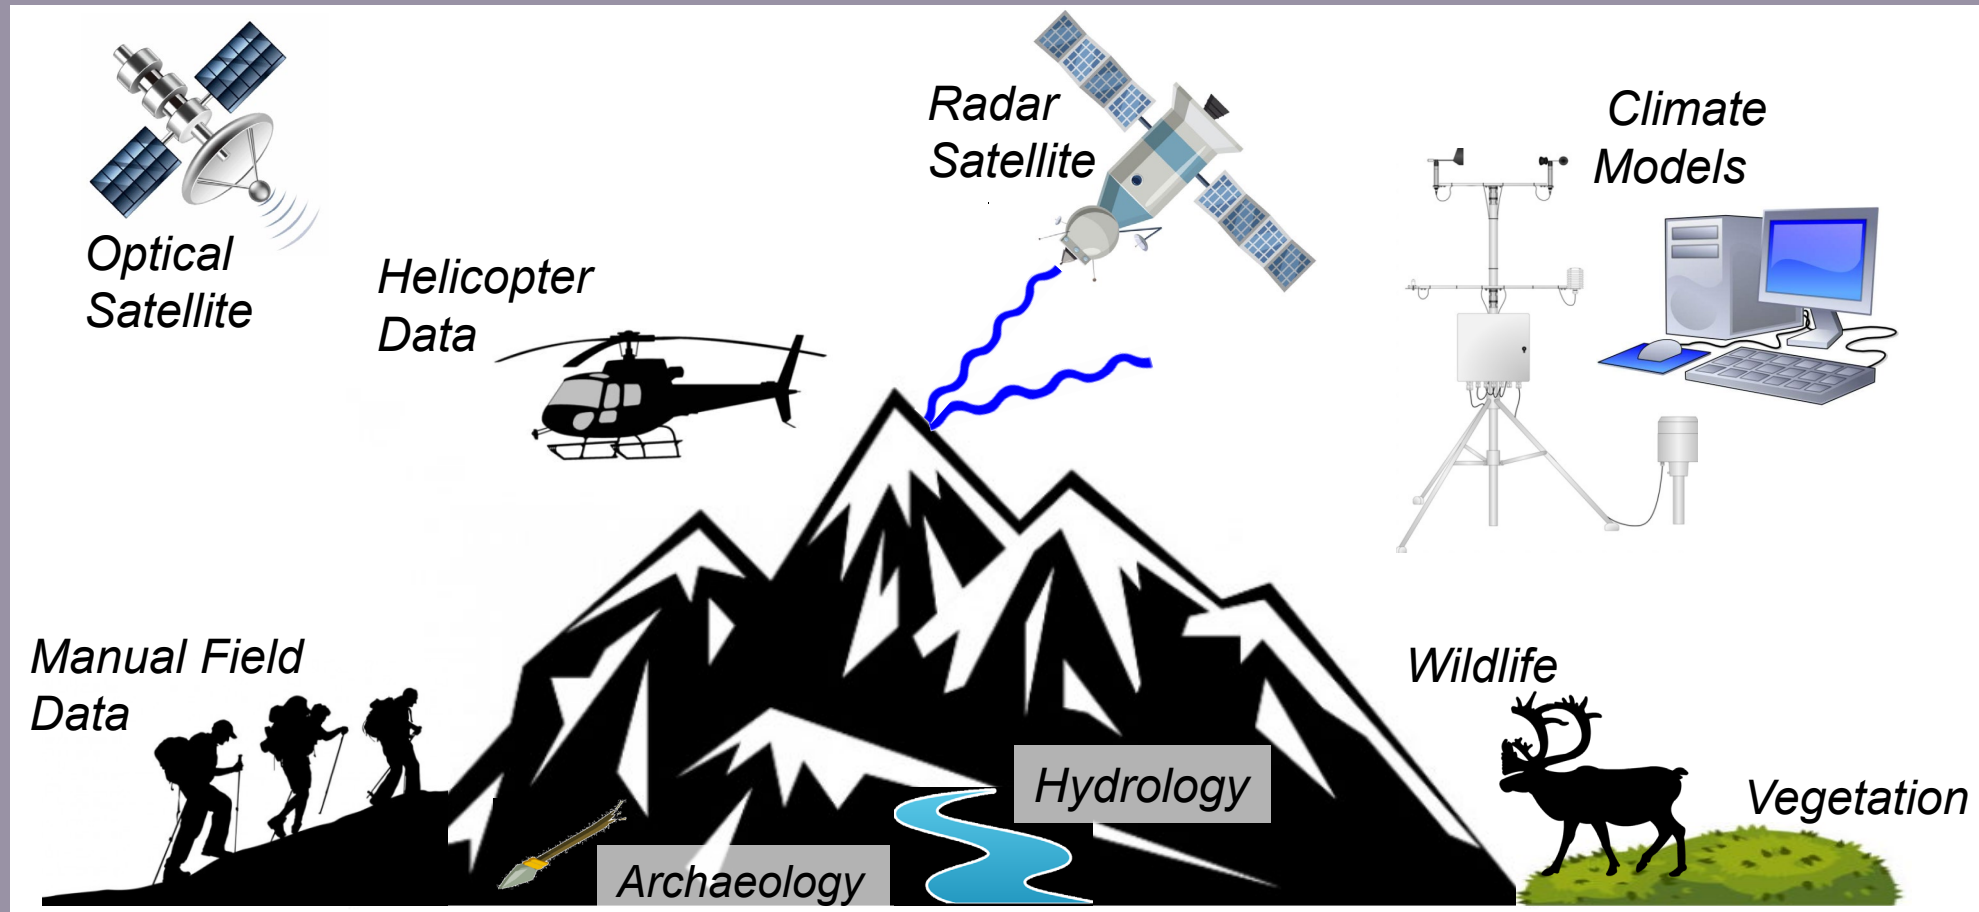 Optical
Satellite
Helicopter
Data
Radar
Satellite
Climate
Models
Manual Field
Data
Archaeology
Hydrology
Wildlife
Vegetation